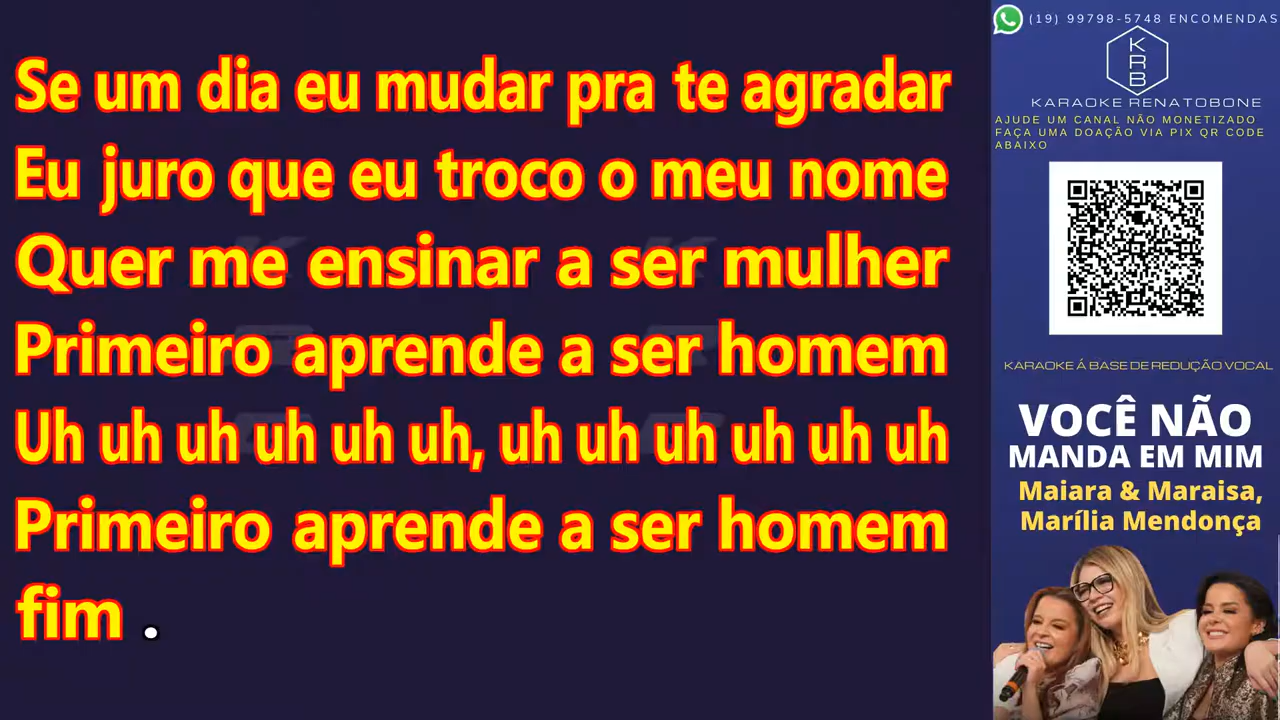 Se um dia eu mudar pra te agradar
Eu juro que eu troco o meu nome
Quer me ensinar a ser mulher
Primeiro aprende a ser homem
Uh uh uh uh uh uh, uh uh uh uh uh uh
Primeiro aprende a ser homem
fim .
(19) 99798-5748 ENCOMENDAS
K
R
B
KARAOKE RENATOBONE
AJUDE UM CANAL NÃO MONETIZADO
FAÇA UMA DOAÇÃO VIA PIX QR CODE
ABAIXO
KARAOKE Á BASE DE REDUÇÃO VOCAL
VOCÊ NÃO
MANDA EM MIM
Maiara & Maraisa,
Marília Mendonça